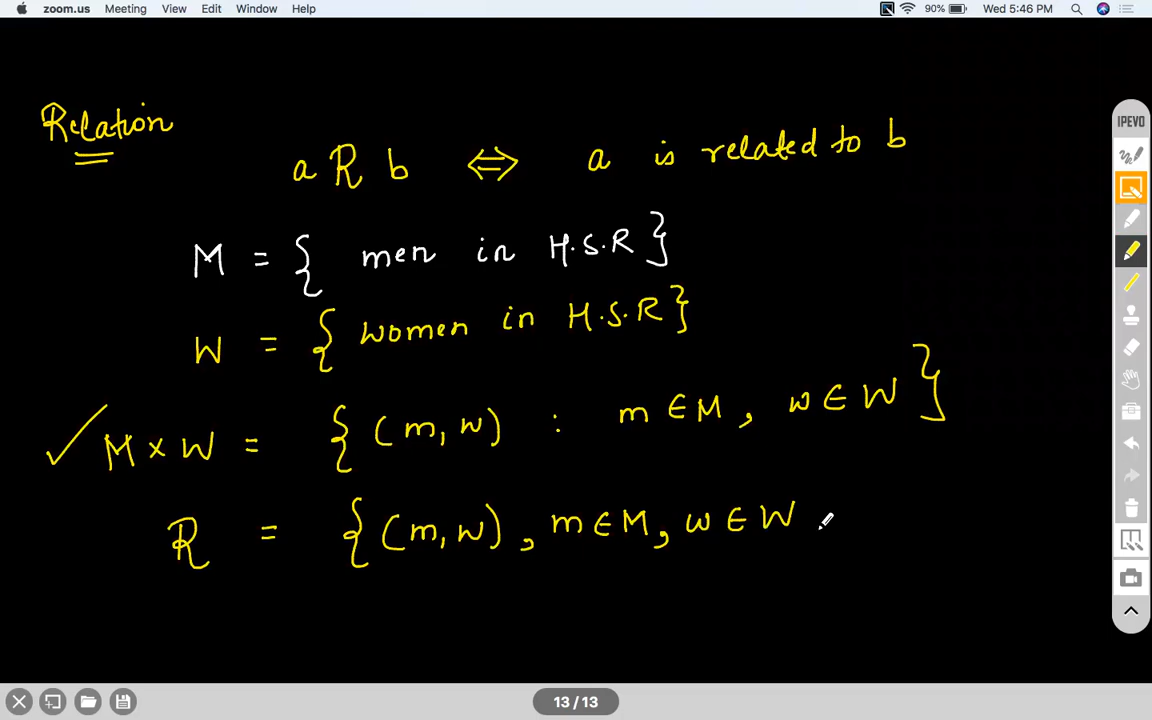 zoom.us Meeting View Edit Window Help 90% Wed 5:46 PM
Relation
a R b ⇔ a is related to b
IPEVO
M = { men in H.S.R }
W = { women in H.S.R }
✓ M × W = { (m, w) : m ∈ M, w ∈ W }
R = { (m, w), m ∈ M, w ∈ W
13/13